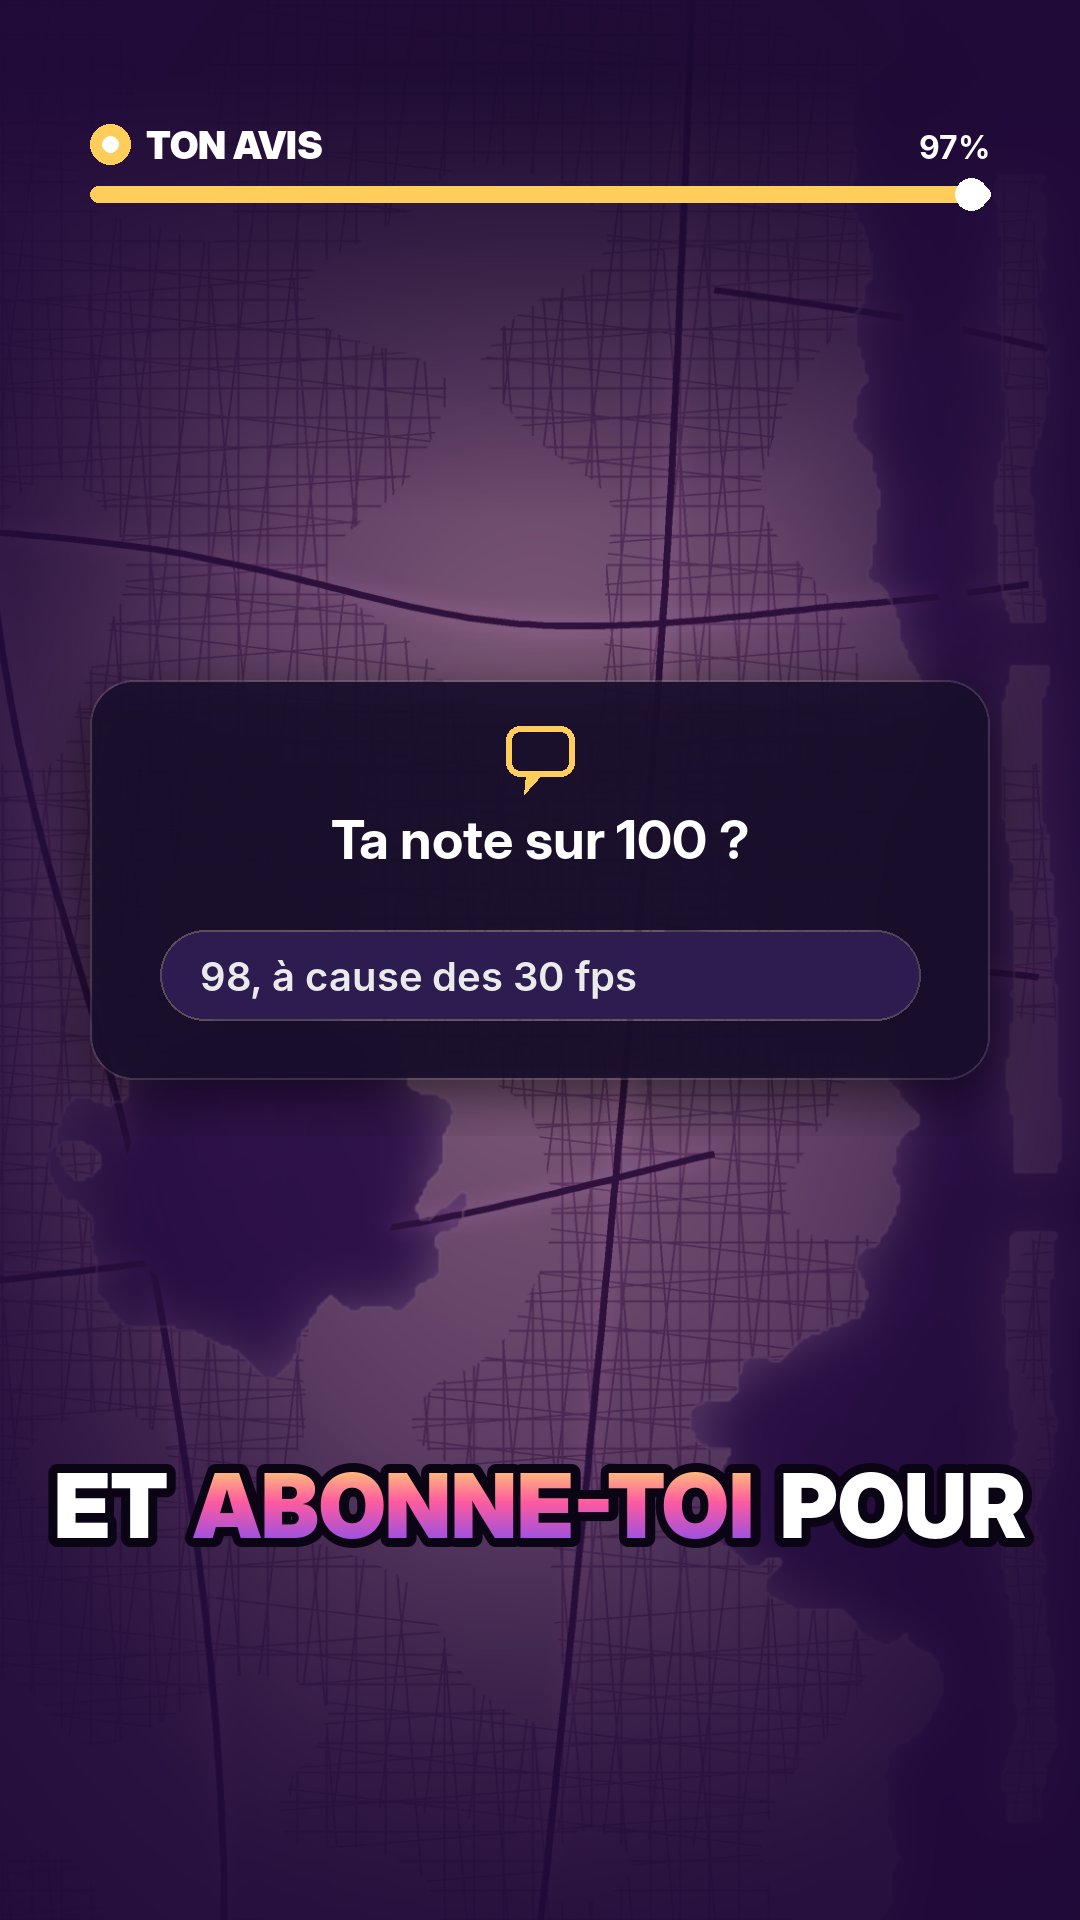 TON AVIS
97%
Ta note sur 100 ?
98, à cause des 30 fps
ET ABONNE-TOI POUR